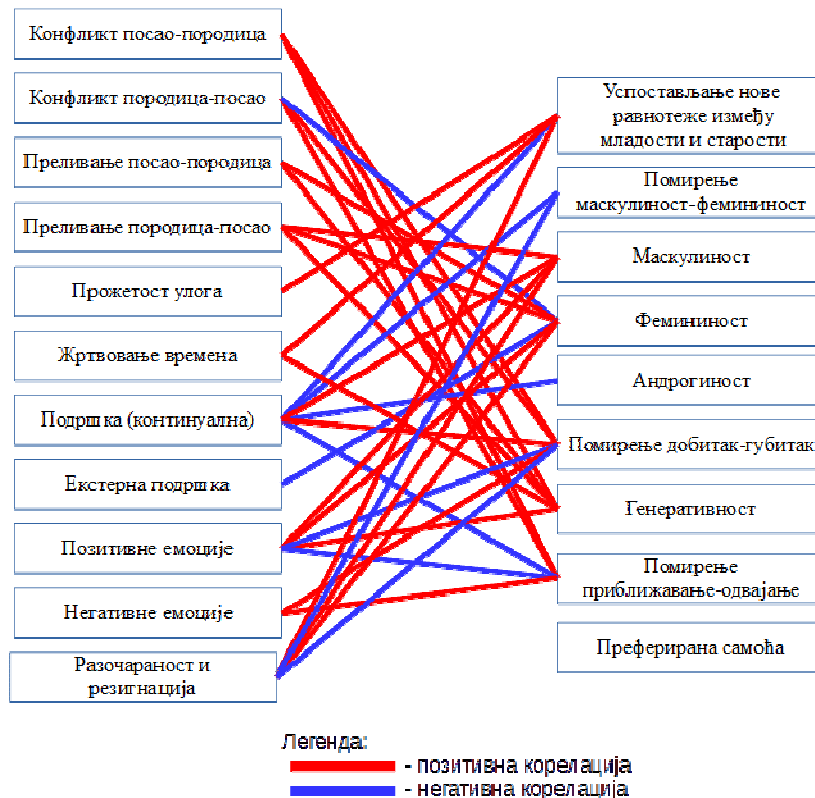 Конфликт посао-породица
Конфликт породица-посао
Преливање посао-породица
Преливање породица-посао
Прожетост улога
Жртвовање времена
Подршка (континуална)
Екстерна подршка
Позитивне емоције
Негативне емоције
Разочараност и
резигнација
Успостављање нове
равнотеже између
младости и старости
Помирење
маскулиност-фемининост
Маскулиност
Фемининост
Андрогиност
Помирење добитак-губитак
Генеративност
Помирење
приближавање-одвајање
Преферирана самоћа
Легенда:
- позитивна корелација
- негативна корелација